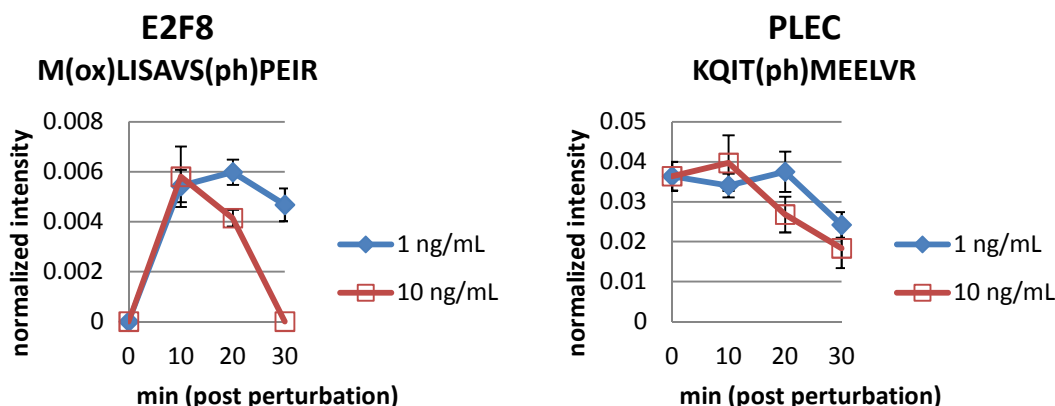 E2F8
M(ox)LISAVS(ph)PEIR
normalized intensity
0.008
0.006
0.004
0.002
0
0 10 20 30
min (post perturbation)
1 ng/mL
10 ng/mL
PLEC
KQIT(ph)MEELVR
normalized intensity
0.05
0.04
0.03
0.02
0.01
0
0 10 20 30
min (post perturbation)
1 ng/mL
10 ng/mL